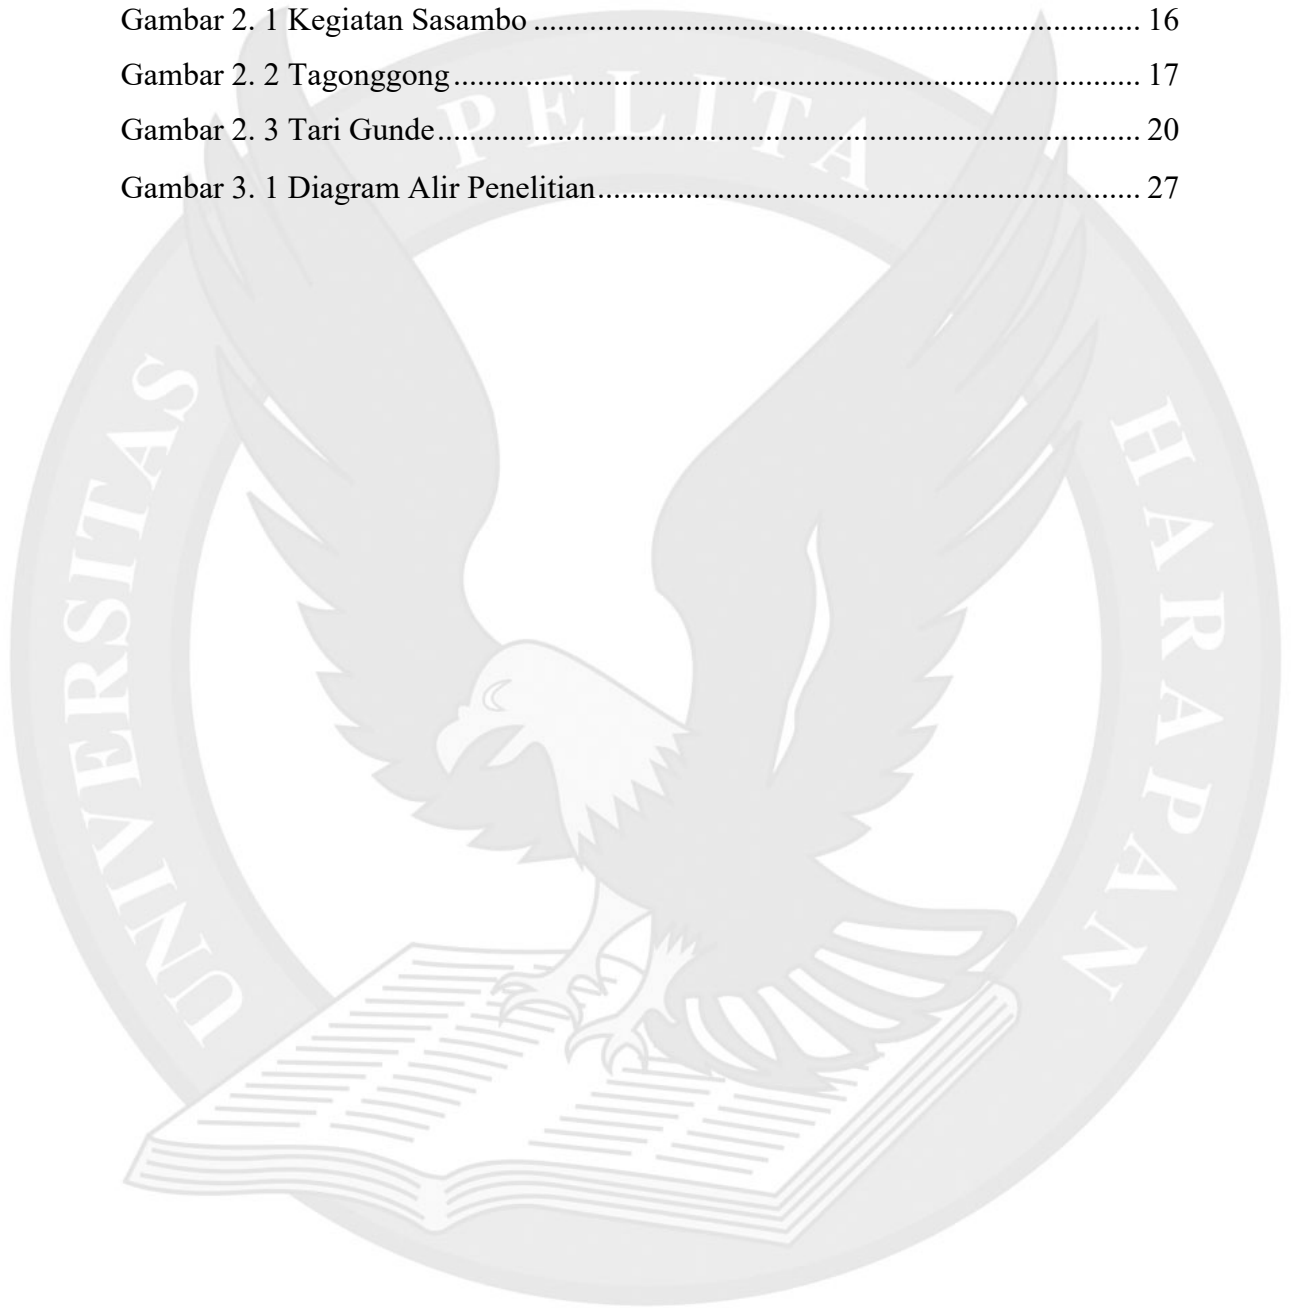 Gambar 2. 1 Kegiatan Sasambo ............................................................................ 16
Gambar 2. 2 Tagonggong ...................................................................................... 17
Gambar 2. 3 Tari Gunde........................................................................................ 20
Gambar 3. 1 Diagram Alir Penelitian.................................................................... 27
UNIVERSITAS PELITA HARAPAN